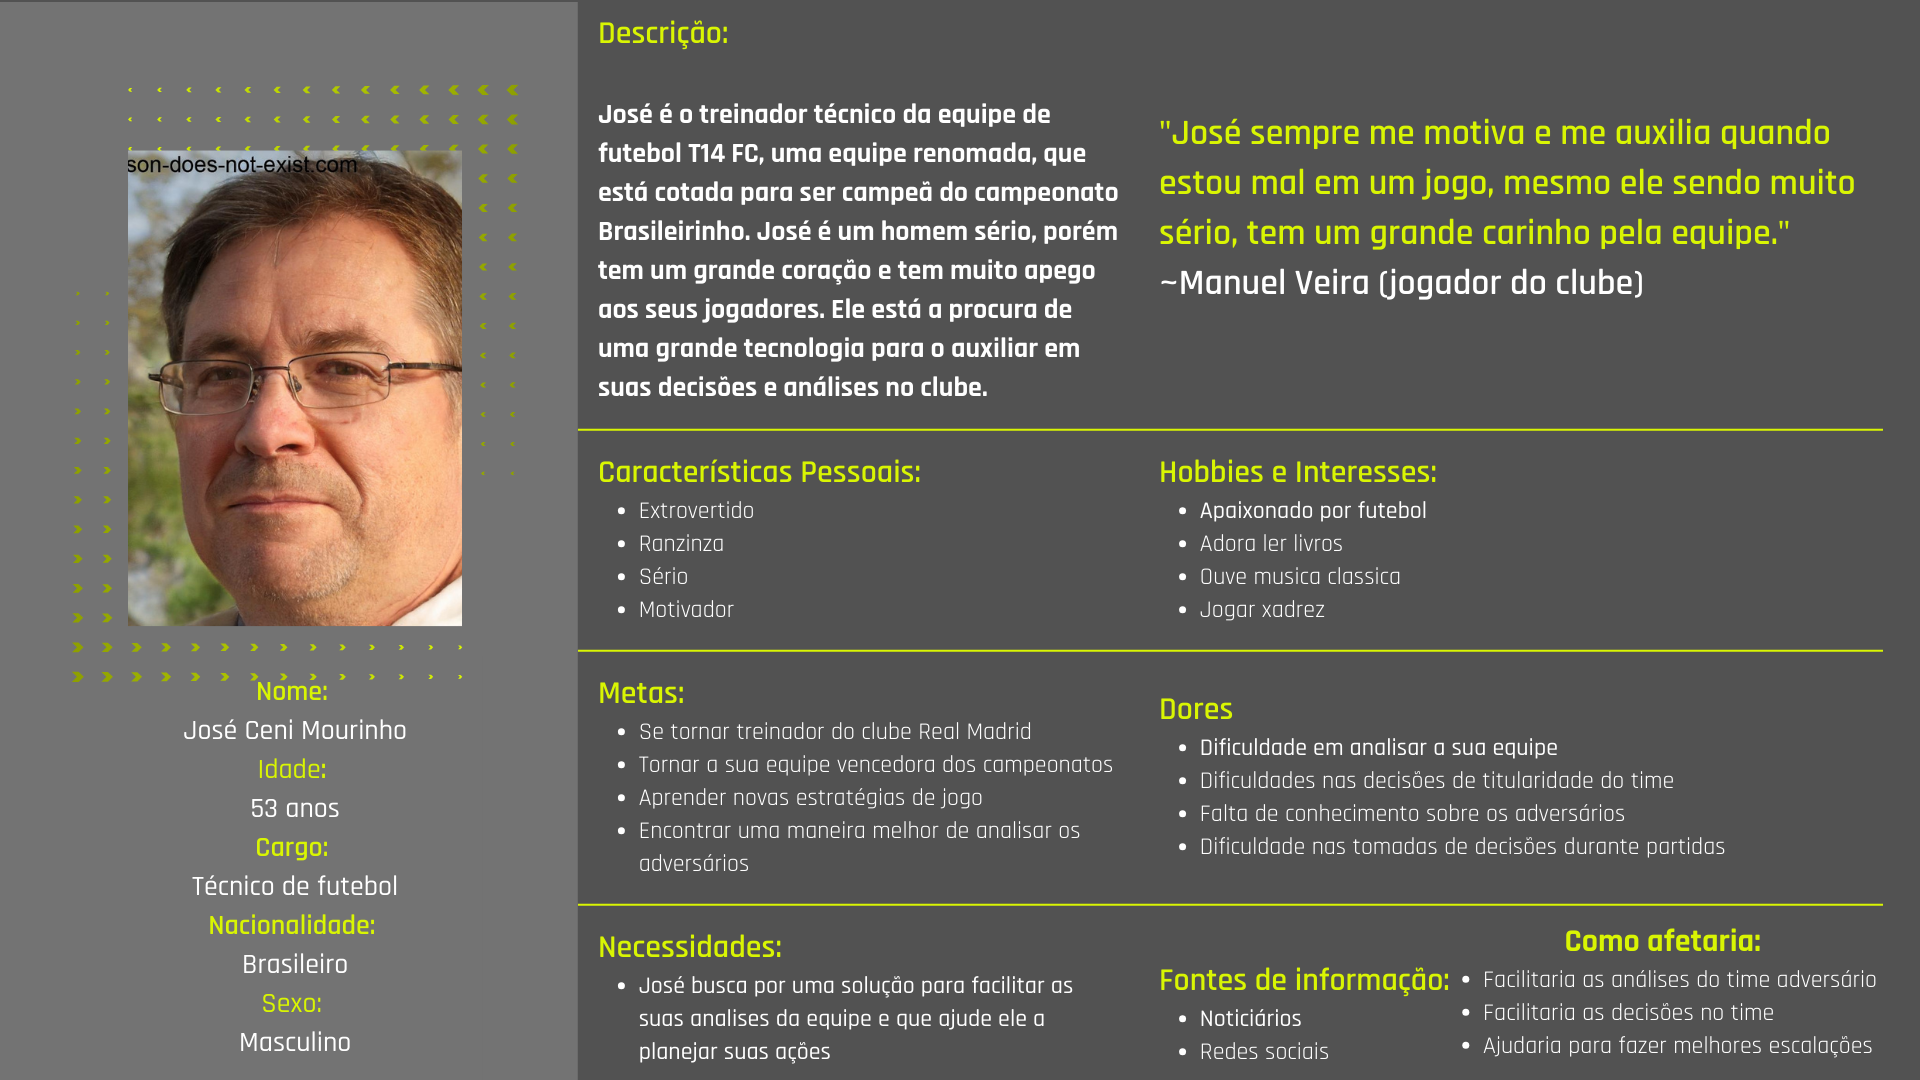 son-does-not-exist.com
Nome:
José Ceni Mourinho
Idade:
53 anos
Cargo:
Técnico de futebol
Nacionalidade:
Brasileiro
Sexo:
Masculino
Descrição:
José é o treinador técnico da equipe de
futebol T14 FC, uma equipe renomada, que
está cotada para ser campeã do campeonato
Brasileirinho. José é um homem sério, porém
tem um grande coração e tem muito apego
aos seus jogadores. Ele está a procura de
uma grande tecnologia para o auxiliar em
suas decisões e análises no clube.
"José sempre me motiva e me auxilia quando
estou mal em um jogo, mesmo ele sendo muito
sério, tem um grande carinho pela equipe."
~Manuel Veira (jogador do clube)
Características Pessoais:
• Extrovertido
• Ranzinza
• Sério
• Motivador
Hobbies e Interesses:
• Apaixonado por futebol
• Adora ler livros
• Ouve musica classica
• Jogar xadrez
Metas:
• Se tornar treinador do clube Real Madrid
• Tornar a sua equipe vencedora dos campeonatos
• Aprender novas estratégias de jogo
• Encontrar uma maneira melhor de analisar os
adversários
Dores
• Dificuldade em analisar a sua equipe
• Dificuldades nas decisões de titularidade do time
• Falta de conhecimento sobre os adversários
• Dificuldade nas tomadas de decisões durante partidas
Necessidades:
• José busca por uma solução para facilitar as
suas analises da equipe e que ajude ele a
planejar suas ações
Fontes de informação:
• Noticiários
• Redes sociais
Como afetaria:
• Facilitaria as análises do time adversário
• Facilitaria as decisões no time
• Ajudaria para fazer melhores escalações